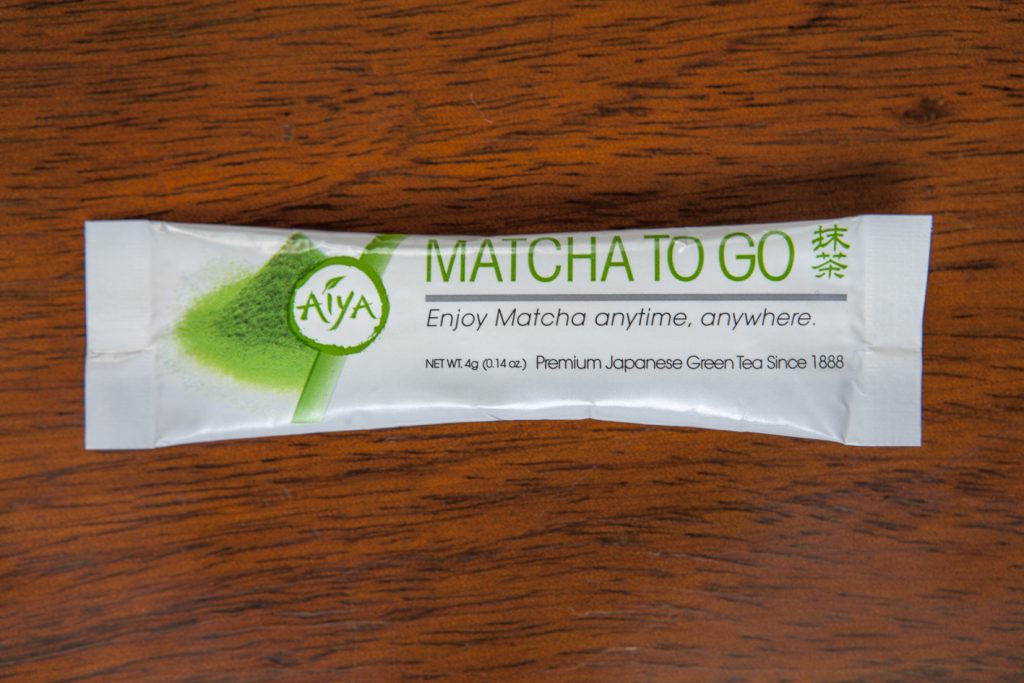 AIYA
MATCHA TO GO
抹茶
Enjoy Matcha anytime, anywhere.
NET WT. 4g (0.14 oz.) Premium Japanese Green Tea Since 1888